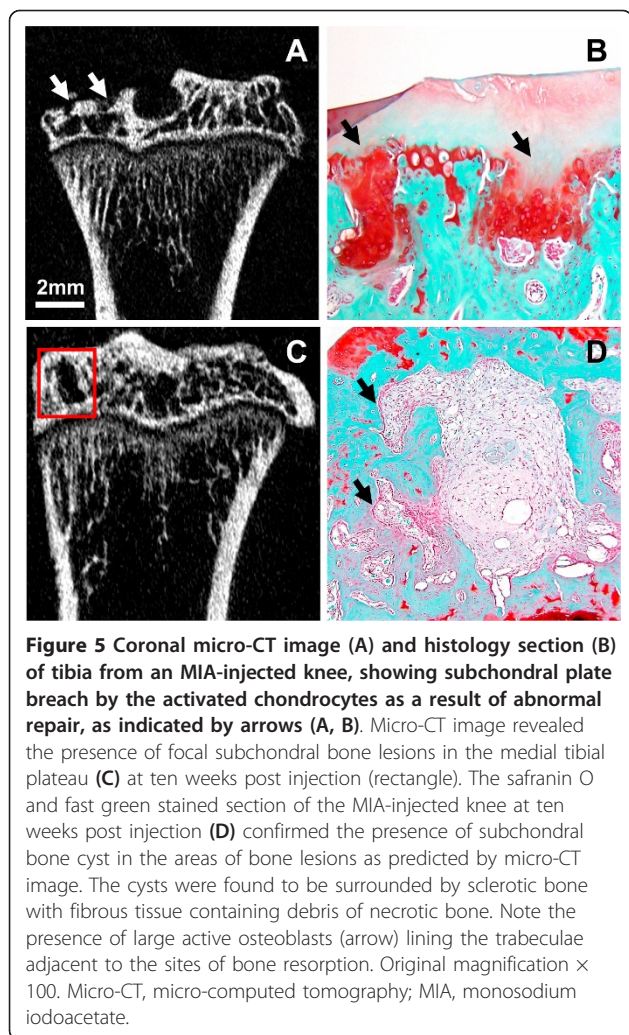 A
B
2mm
C
D
Figure 5 Coronal micro-CT image (A) and histology section (B)
of tibia from an MIA-injected knee, showing subchondral plate
breach by the activated chondrocytes as a result of abnormal
repair, as indicated by arrows (A, B). Micro-CT image revealed
the presence of focal subchondral bone lesions in the medial tibial
plateau (C) at ten weeks post injection (rectangle). The safranin O
and fast green stained section of the MIA-injected knee at ten
weeks post injection (D) confirmed the presence of subchondral
bone cyst in the areas of bone lesions as predicted by micro-CT
image. The cysts were found to be surrounded by sclerotic bone
with fibrous tissue containing debris of necrotic bone. Note the
presence of large active osteoblasts (arrow) lining the trabeculae
adjacent to the sites of bone resorption. Original magnification ×
100. Micro-CT, micro-computed tomography; MIA, monosodium
iodoacetate.